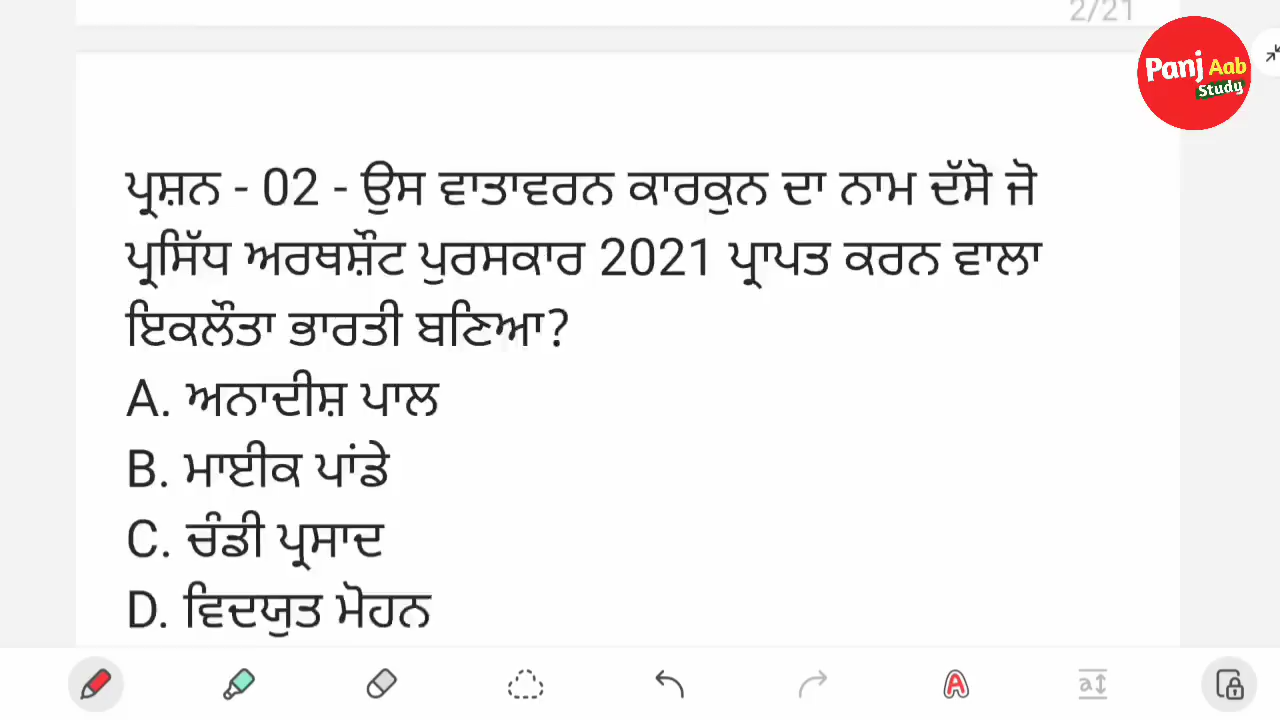 2/21
Panj Aab
Study
ਪ੍ਰਸ਼ਨ - 02 - ਉਸ ਵਾਤਾਵਰਨ ਕਾਰਕੁਨ ਦਾ ਨਾਮ ਦੱਸੋ ਜੋ
ਪ੍ਰਸਿੱਧ ਅਰਥਸ਼ੌਟ ਪੁਰਸਕਾਰ 2021 ਪ੍ਰਾਪਤ ਕਰਨ ਵਾਲਾ
ਇਕਲੌਤਾ ਭਾਰਤੀ ਬਣਿਆ?
A. ਅਨਾਦੀਸ਼ ਪਾਲ
B. ਮਾਈਕ ਪਾਂਡੇ
C. ਚੰਡੀ ਪ੍ਰਸਾਦ
D. ਵਿਦਯੁਤ ਮੋਹਨ
A a